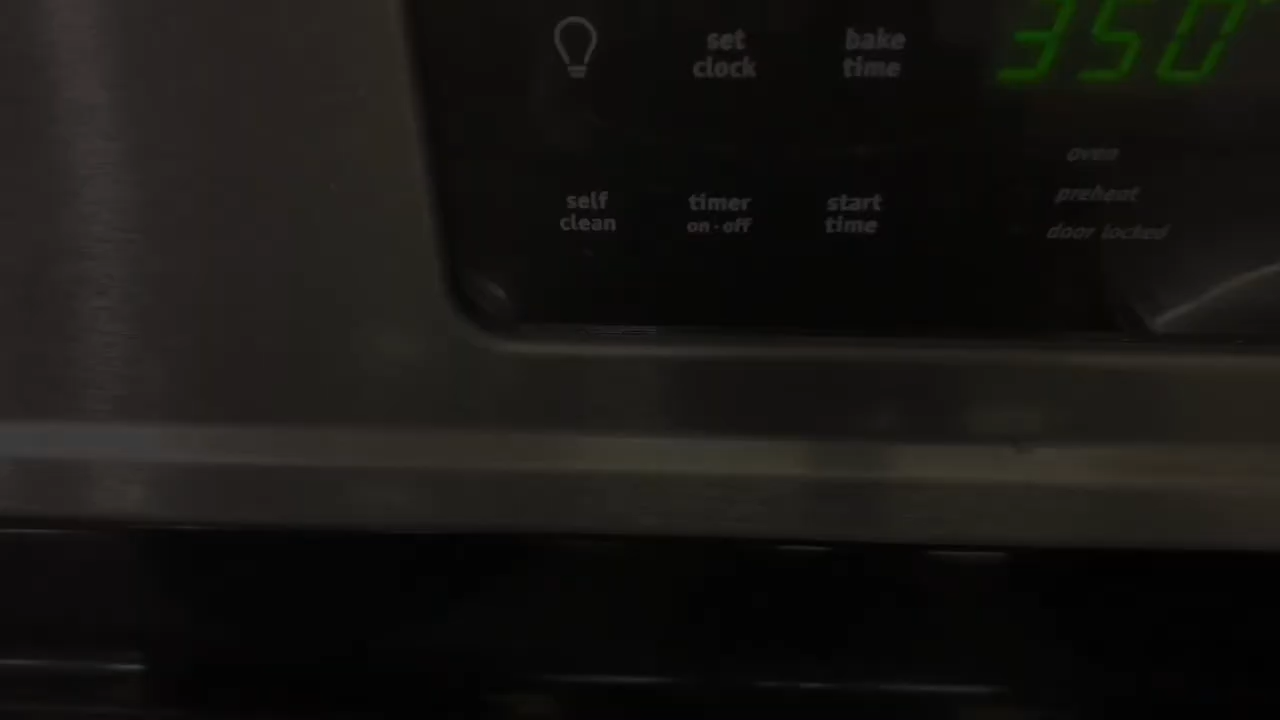 set
clock
bake
time
350°
self
clean
timer
on·off
start
time
oven
preheat
door locked